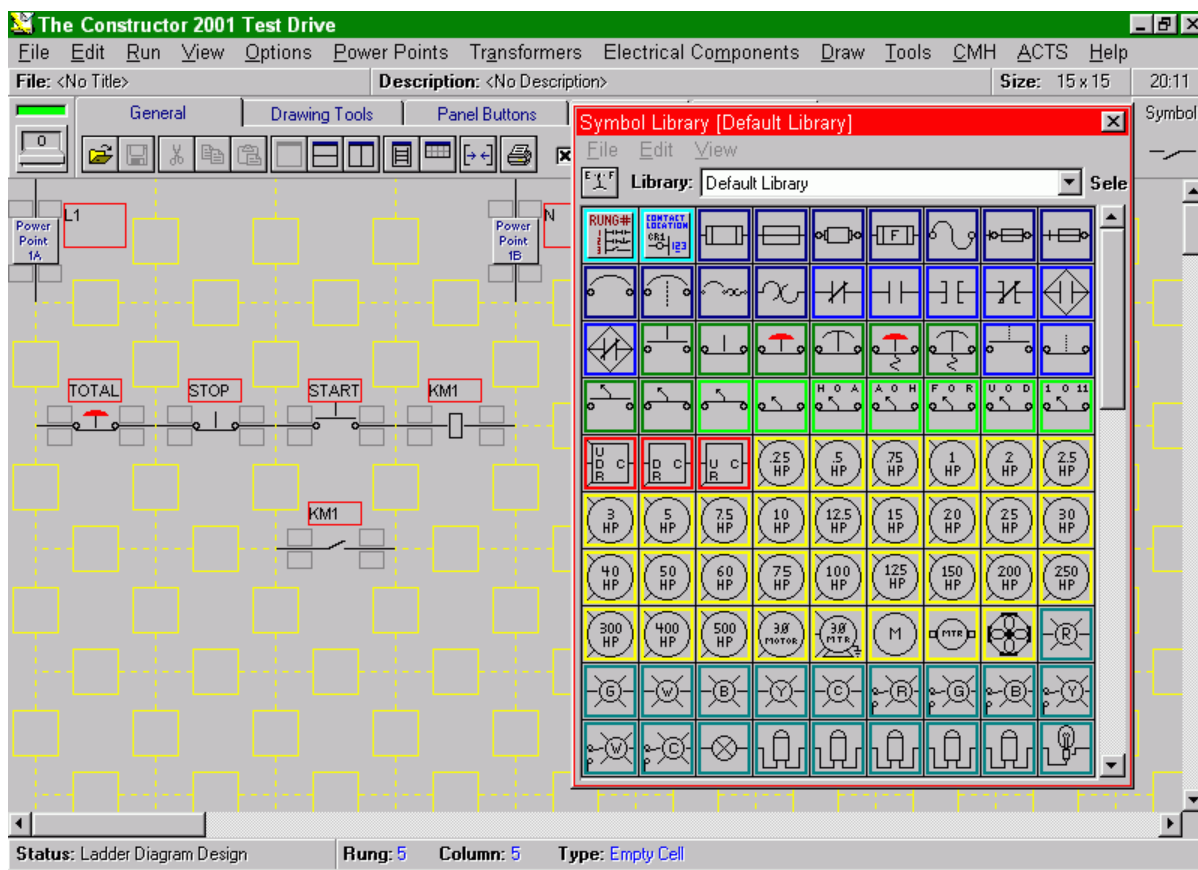 The Constructor 2001 Test Drive
File Edit Run View Options Power Points Transformers Electrical Components Draw Tools CMH ACTS Help
File: <No Title> Description: <No Description> Size: 15 x 15 20:11
General Drawing Tools Panel Buttons Symbol
Symbol Library [Default Library]
File Edit View
E F Library: Default Library Sele
0
L1 N
Power Point 1A
Power Point 1B
RUNG# 1 2 3
CONTACT LOCATION CR1 123
F
TOTAL STOP START KM1
H O A A O H F O R U O D 1 0 11
U D R C D R C U R C .25 HP .5 HP .75 HP 1 HP 2 HP 2.5 HP
KM1
3 HP 5 HP 7.5 HP 10 HP 12.5 HP 15 HP 20 HP 25 HP 30 HP
40 HP 50 HP 60 HP 75 HP 100 HP 125 HP 150 HP 200 HP 250 HP
300 HP 400 HP 500 HP 3Ø MOTOR 3Ø MTR M MTR R
G W B Y C R G B Y
W C
Status: Ladder Diagram Design Rung: 5 Column: 5 Type: Empty Cell